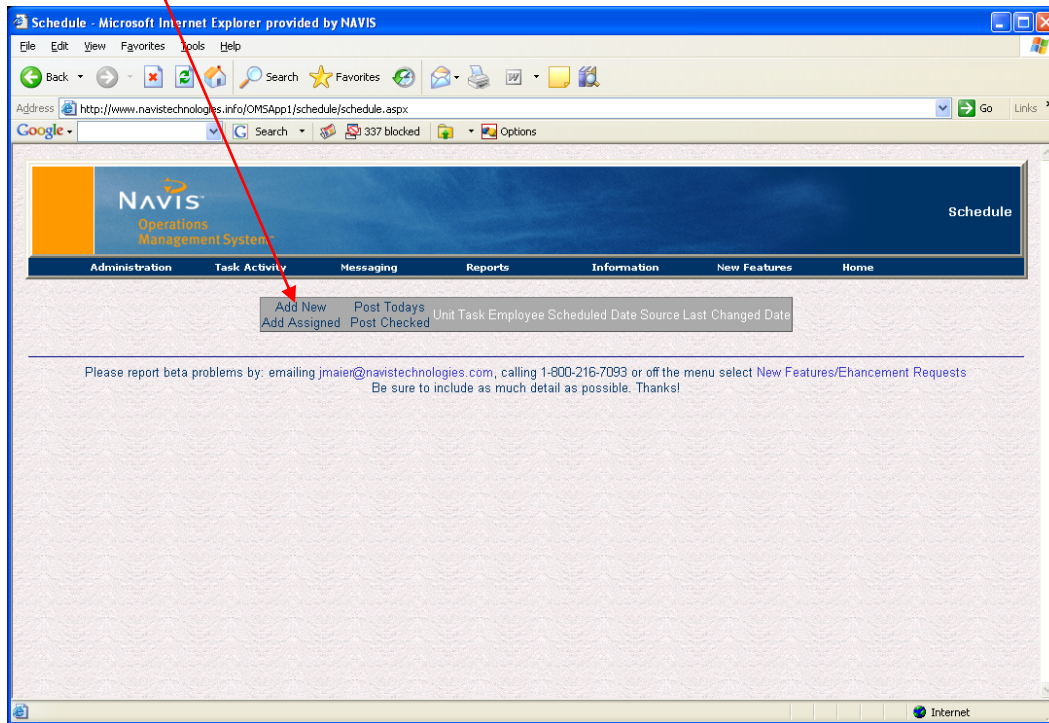 Schedule - Microsoft Internet Explorer provided by NAVIS
File Edit View Favorites Tools Help
Back Search Favorites
Address http://www.navistechnologies.info/OMSApp1/schedule/schedule.aspx Go Links
Google Search 337 blocked Options
NAVIS
Operations
Management System
Schedule
Administration Task Activity Messaging Reports Information New Features Home
Add New Post Todays
Add Assigned Post Checked
Unit Task Employee Scheduled Date Source Last Changed Date
Please report beta problems by: emailing jmaier@navistechnologies.com, calling 1-800-216-7093 or off the menu select New Features/Ehancement Requests
Be sure to include as much detail as possible. Thanks!
Internet